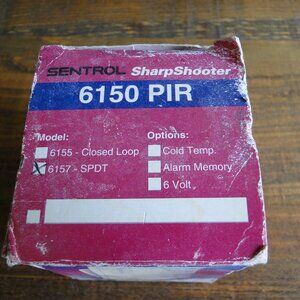 SENTROL SharpShooter
6150 PIR
Model:
6155 - Closed Loop
6157 - SPDT
Options:
Cold Temp.
Alarm Memory
6 Volt